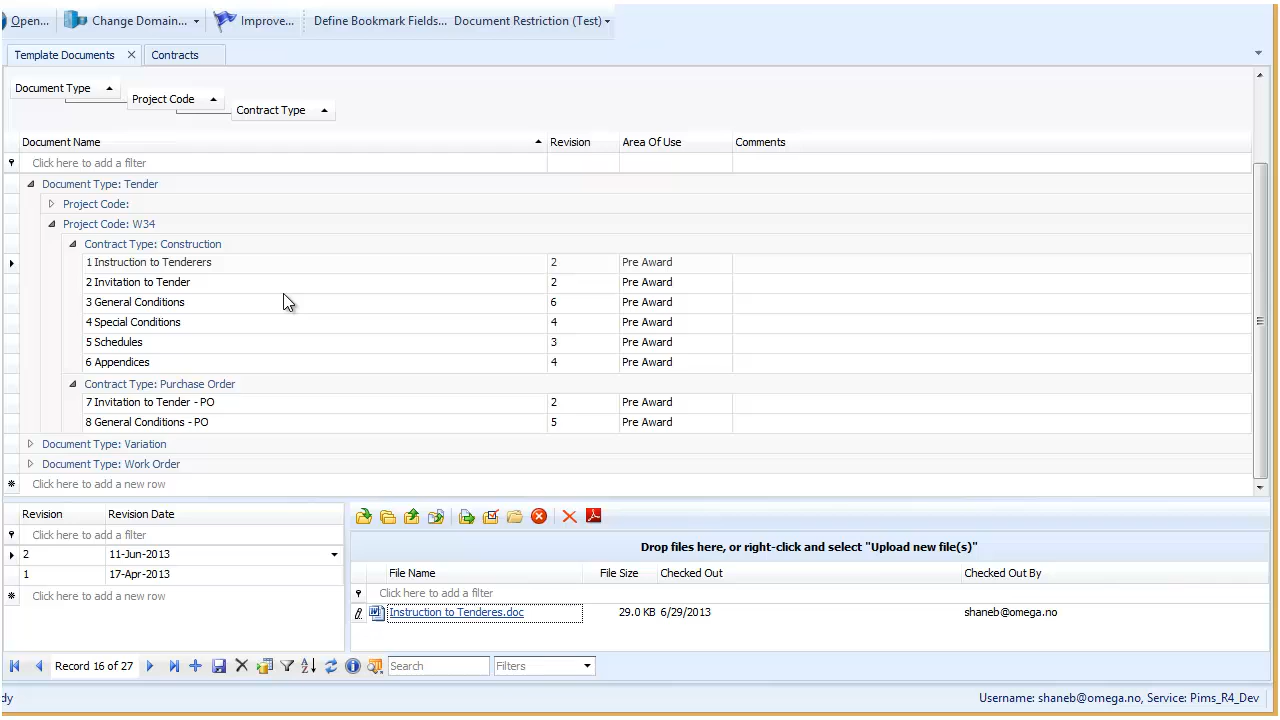 Open... Change Domain... Improve... Define Bookmark Fields... Document Restriction (Test)
Template Documents Contracts
Document Type
Project Code
Contract Type
Document Name Revision Area Of Use Comments
Click here to add a filter
Document Type: Tender
Project Code:
Project Code: W34
Contract Type: Construction
1 Instruction to Tenderers 2 Pre Award
2 Invitation to Tender 2 Pre Award
3 General Conditions 6 Pre Award
4 Special Conditions 4 Pre Award
5 Schedules 3 Pre Award
6 Appendices 4 Pre Award
Contract Type: Purchase Order
7 Invitation to Tender - PO 2 Pre Award
8 General Conditions - PO 5 Pre Award
Document Type: Variation
Document Type: Work Order
Click here to add a new row
Revision Revision Date
Click here to add a filter
2 11-Jun-2013
1 17-Apr-2013
Click here to add a new row
Drop files here, or right-click and select "Upload new file(s)"
File Name File Size Checked Out Checked Out By
Click here to add a filter
Instruction to Tenderes.doc 29.0 KB 6/29/2013 shaneb@omega.no
Record 16 of 27 Search Filters
dy Username: shaneb@omega.no, Service: Pims_R4_Dev